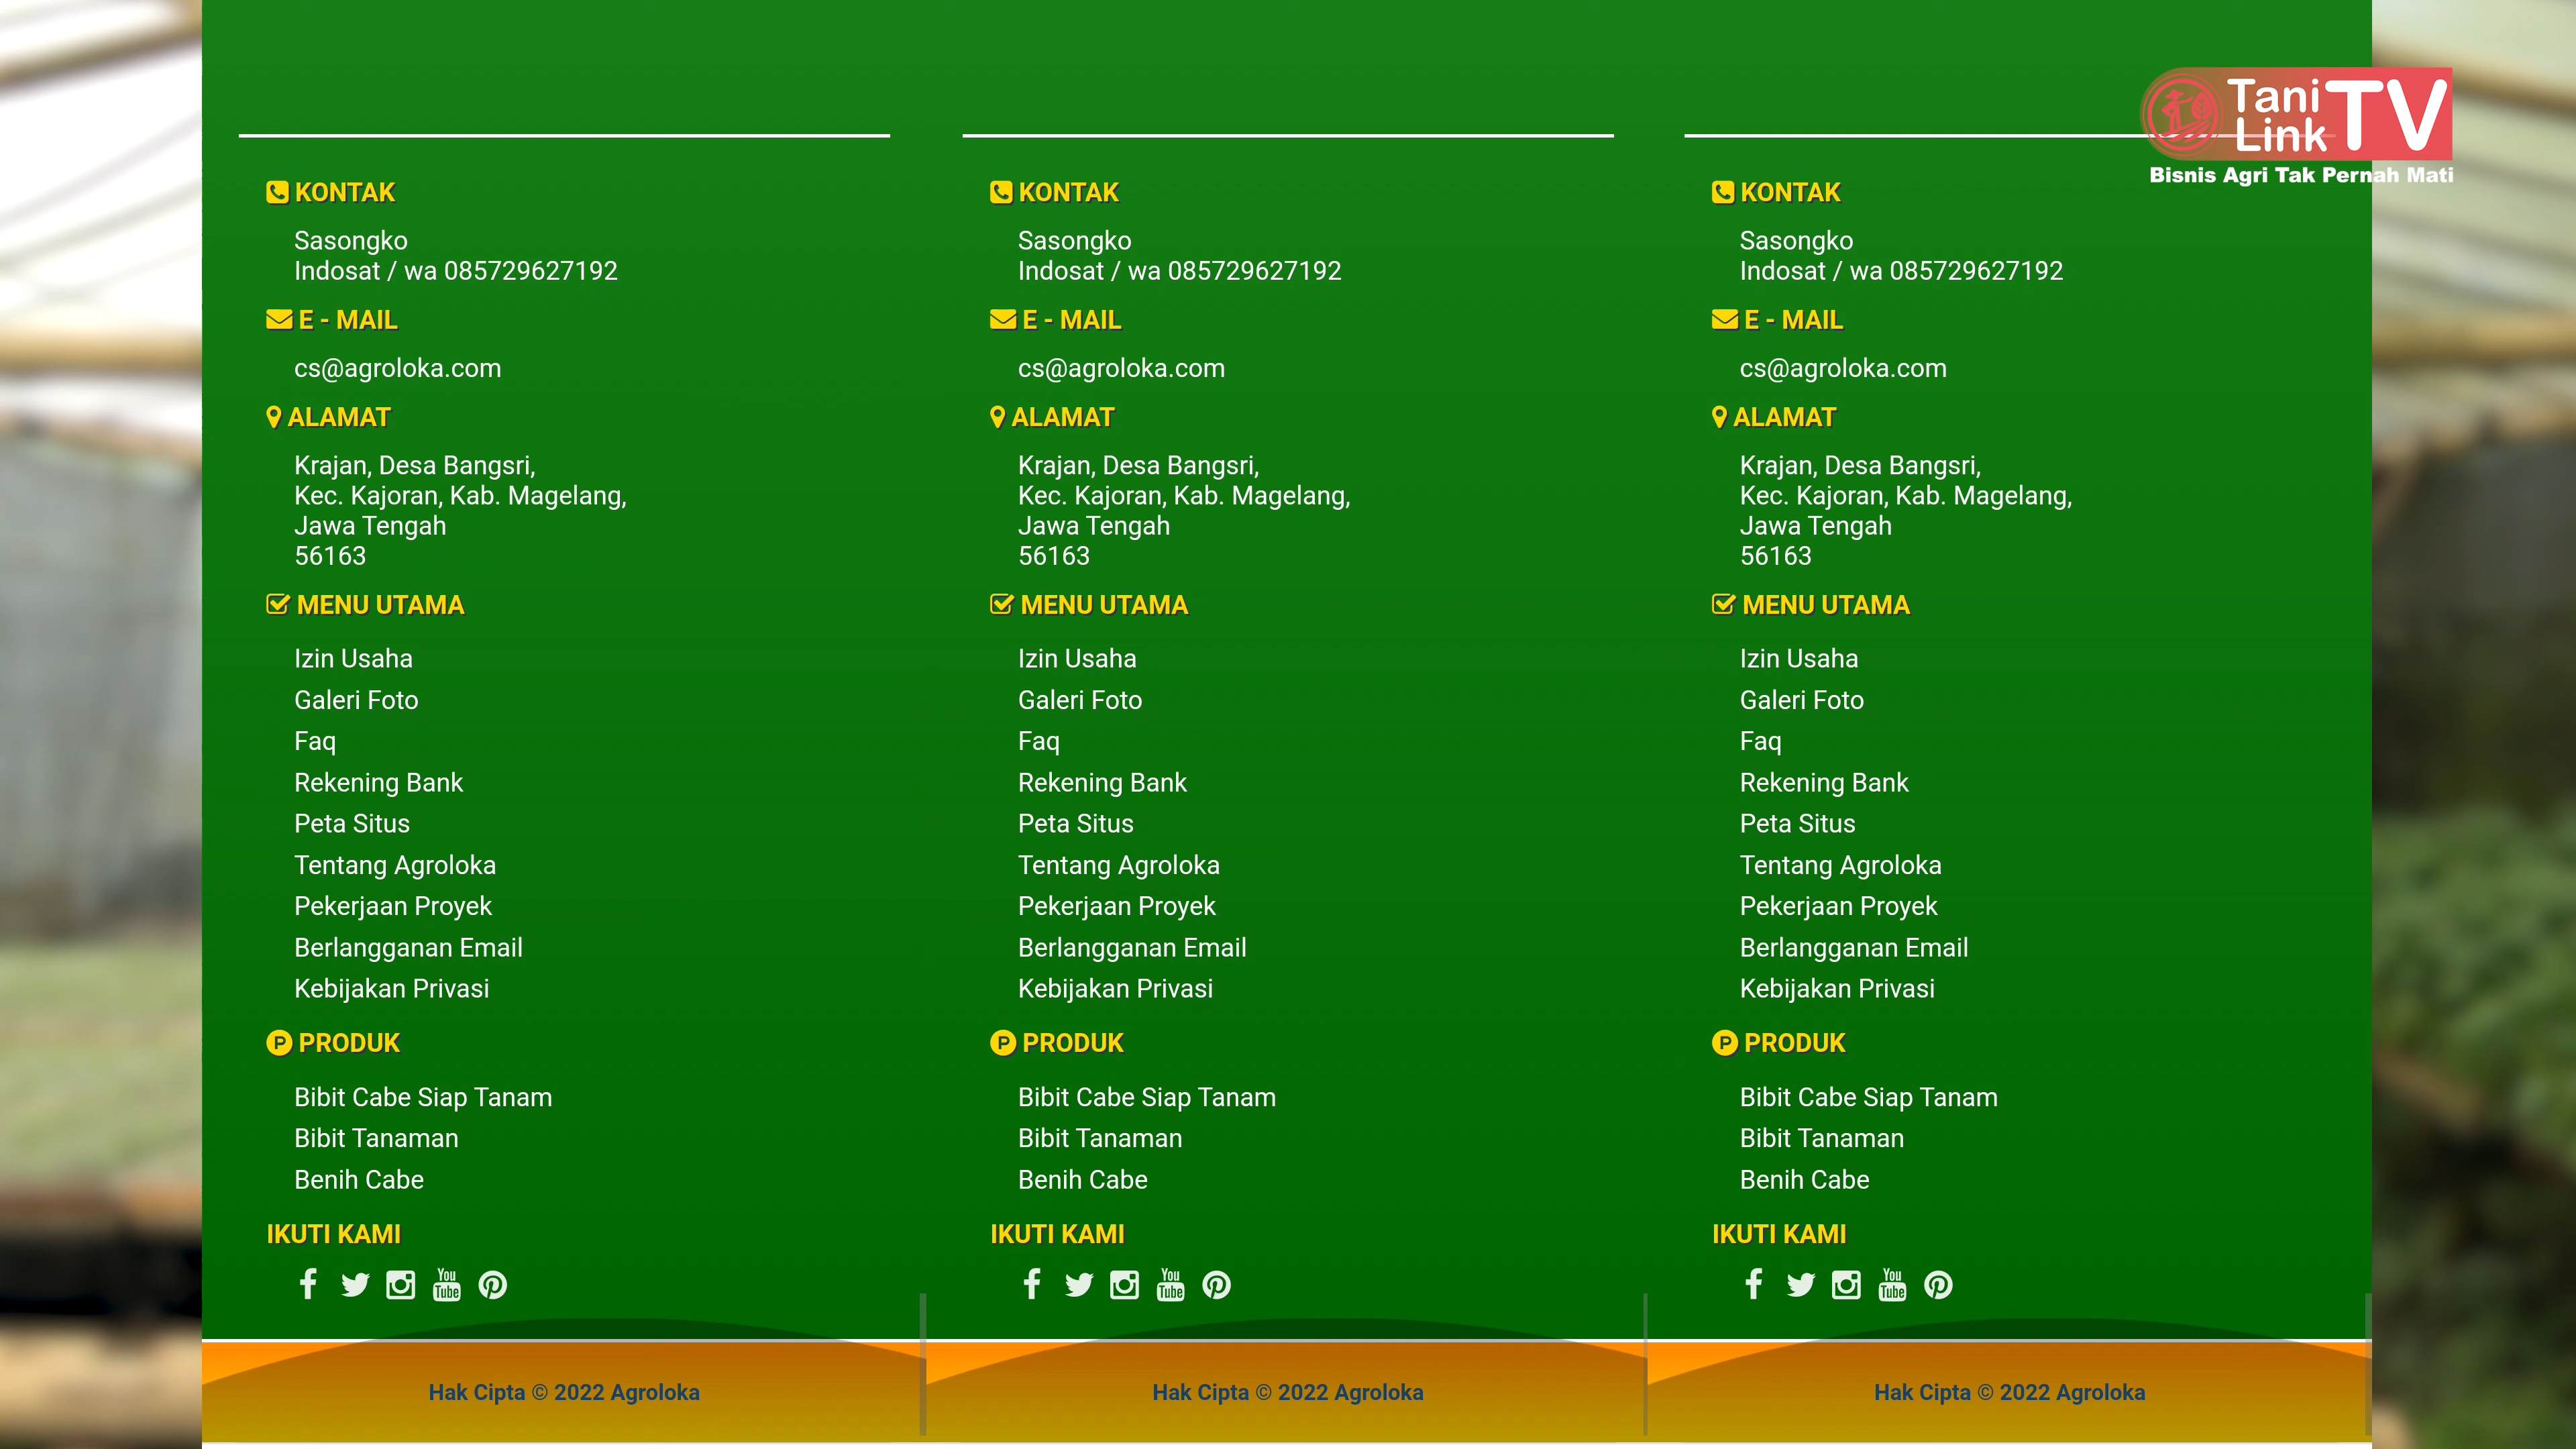 Tani
Link
TV
Bisnis Agri Tak Pernah Mati
KONTAK
Sasongko
Indosat / wa 085729627192
E - MAIL
cs@agroloka.com
ALAMAT
Krajan, Desa Bangsri,
Kec. Kajoran, Kab. Magelang,
Jawa Tengah
56163
MENU UTAMA
Izin Usaha
Galeri Foto
Faq
Rekening Bank
Peta Situs
Tentang Agroloka
Pekerjaan Proyek
Berlangganan Email
Kebijakan Privasi
P PRODUK
Bibit Cabe Siap Tanam
Bibit Tanaman
Benih Cabe
IKUTI KAMI
You
Tube
Hak Cipta © 2022 Agroloka
KONTAK
Sasongko
Indosat / wa 085729627192
E - MAIL
cs@agroloka.com
ALAMAT
Krajan, Desa Bangsri,
Kec. Kajoran, Kab. Magelang,
Jawa Tengah
56163
MENU UTAMA
Izin Usaha
Galeri Foto
Faq
Rekening Bank
Peta Situs
Tentang Agroloka
Pekerjaan Proyek
Berlangganan Email
Kebijakan Privasi
P PRODUK
Bibit Cabe Siap Tanam
Bibit Tanaman
Benih Cabe
IKUTI KAMI
You
Tube
Hak Cipta © 2022 Agroloka
KONTAK
Sasongko
Indosat / wa 085729627192
E - MAIL
cs@agroloka.com
ALAMAT
Krajan, Desa Bangsri,
Kec. Kajoran, Kab. Magelang,
Jawa Tengah
56163
MENU UTAMA
Izin Usaha
Galeri Foto
Faq
Rekening Bank
Peta Situs
Tentang Agroloka
Pekerjaan Proyek
Berlangganan Email
Kebijakan Privasi
P PRODUK
Bibit Cabe Siap Tanam
Bibit Tanaman
Benih Cabe
IKUTI KAMI
You
Tube
Hak Cipta © 2022 Agroloka